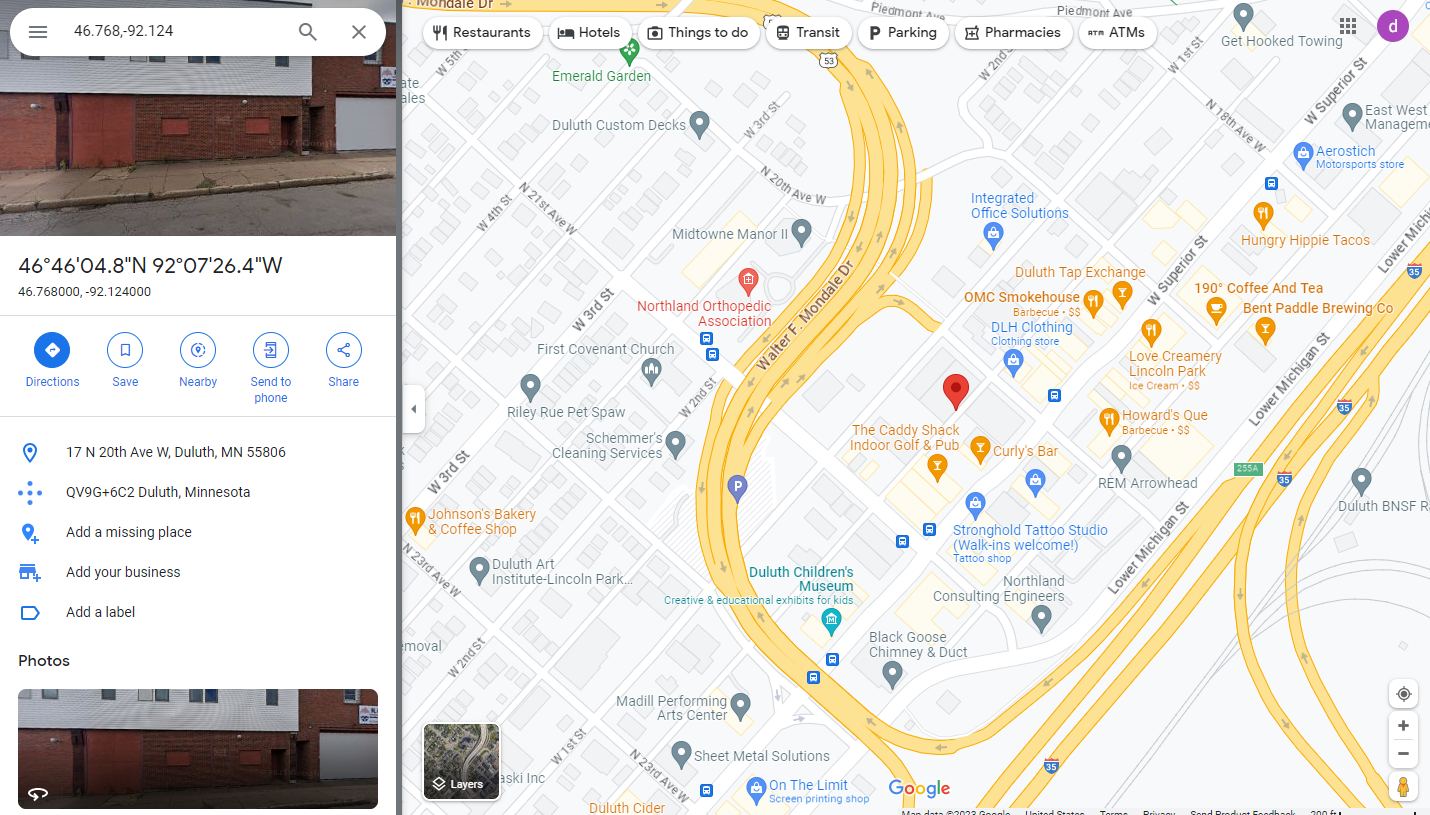 46.768,-92.124
46°46'04.8"N 92°07'26.4"W
46.768000, -92.124000
Directions
Save
Nearby
Send to
phone
Share
17 N 20th Ave W, Duluth, MN 55806
QV9G+6C2 Duluth, Minnesota
Add a missing place
Add your business
Add a label
Photos
Restaurants
Hotels
Things to do
Transit
Parking
Pharmacies
ATMs
Mondale Dr
Piedmont Ave
Piedmont Ave
Get Hooked Towing
d
53
W 5th St
Emerald Garden
W 2nd St
W 1st St
W Superior St
Duluth Custom Decks
W 3rd St
N 18th Ave W
East West
Aerostich
Motorsports store
N 20th Ave W
N 21st Ave W
W 4th St
Integrated
Office Solutions
Midtowne Manor II
Hungry Hippie Tacos
W Superior St
Duluth Tap Exchange
35
Northland Orthopedic
Association
Walter F. Mondale Dr
OMC Smokehouse
Barbecue • $$
190° Coffee And Tea
Bent Paddle Brewing Co
W 3rd St
DLH Clothing
Clothing store
First Covenant Church
Love Creamery
Lincoln Park
Ice Cream • $$
Lower Michigan St
W 2nd St
Riley Rue Pet Spaw
Howard's Que
Barbecue • $$
35
The Caddy Shack
Indoor Golf & Pub
Curly's Bar
Schemmer's
Cleaning Services
W 3rd St
255A
35
REM Arrowhead
P
Duluth BNSF R
Johnson's Bakery
& Coffee Shop
Stronghold Tattoo Studio
(Walk-ins welcome!)
Tattoo shop
Lower Michigan St
N 23rd Ave W
Duluth Art
Institute-Lincoln Park...
Duluth Children's
Museum
Creative & educational exhibits for kids
Northland
Consulting Engineers
Black Goose
Chimney & Duct
W 2nd St
Madill Performing
Arts Center
W 1st St
Sheet Metal Solutions
35
N 23rd Ave W
On The Limit
Screen printing shop
Layers
Duluth Cider
Google
Map data ©2023 Google
United States
Terms
Privacy
Send Product Feedback
200 ft